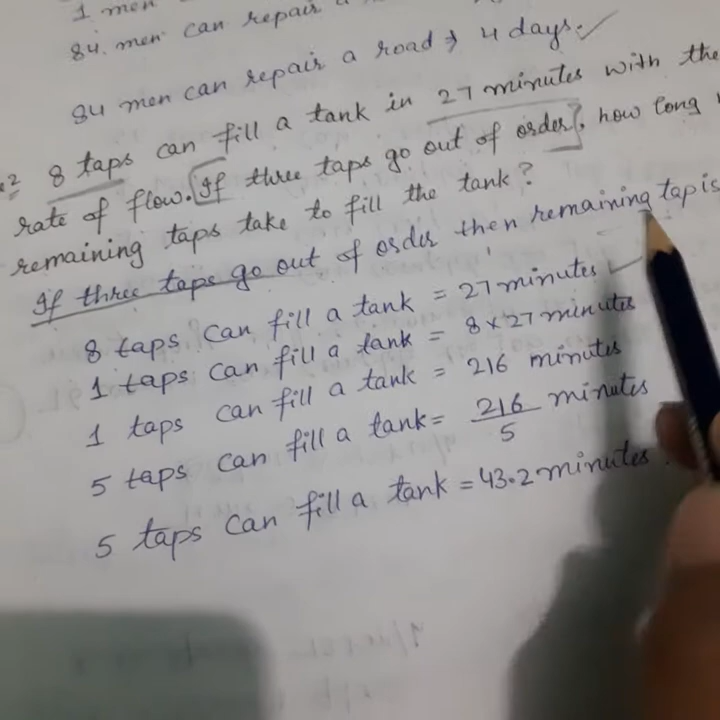 1 men
84 men can repair
84 men can repair a road → 4 days.
2 8 taps can fill a tank in 27 minutes with the
rate of flow. If three taps go out of order, how long
remaining taps take to fill the tank?
If three taps go out of order then remaining tap is
8 taps can fill a tank = 27 minutes
1 taps can fill a tank = 8 x 27 minutes
1 taps can fill a tank = 216 minutes
5 taps can fill a tank = 216/5 minutes
5 taps can fill a tank = 43.2 minutes